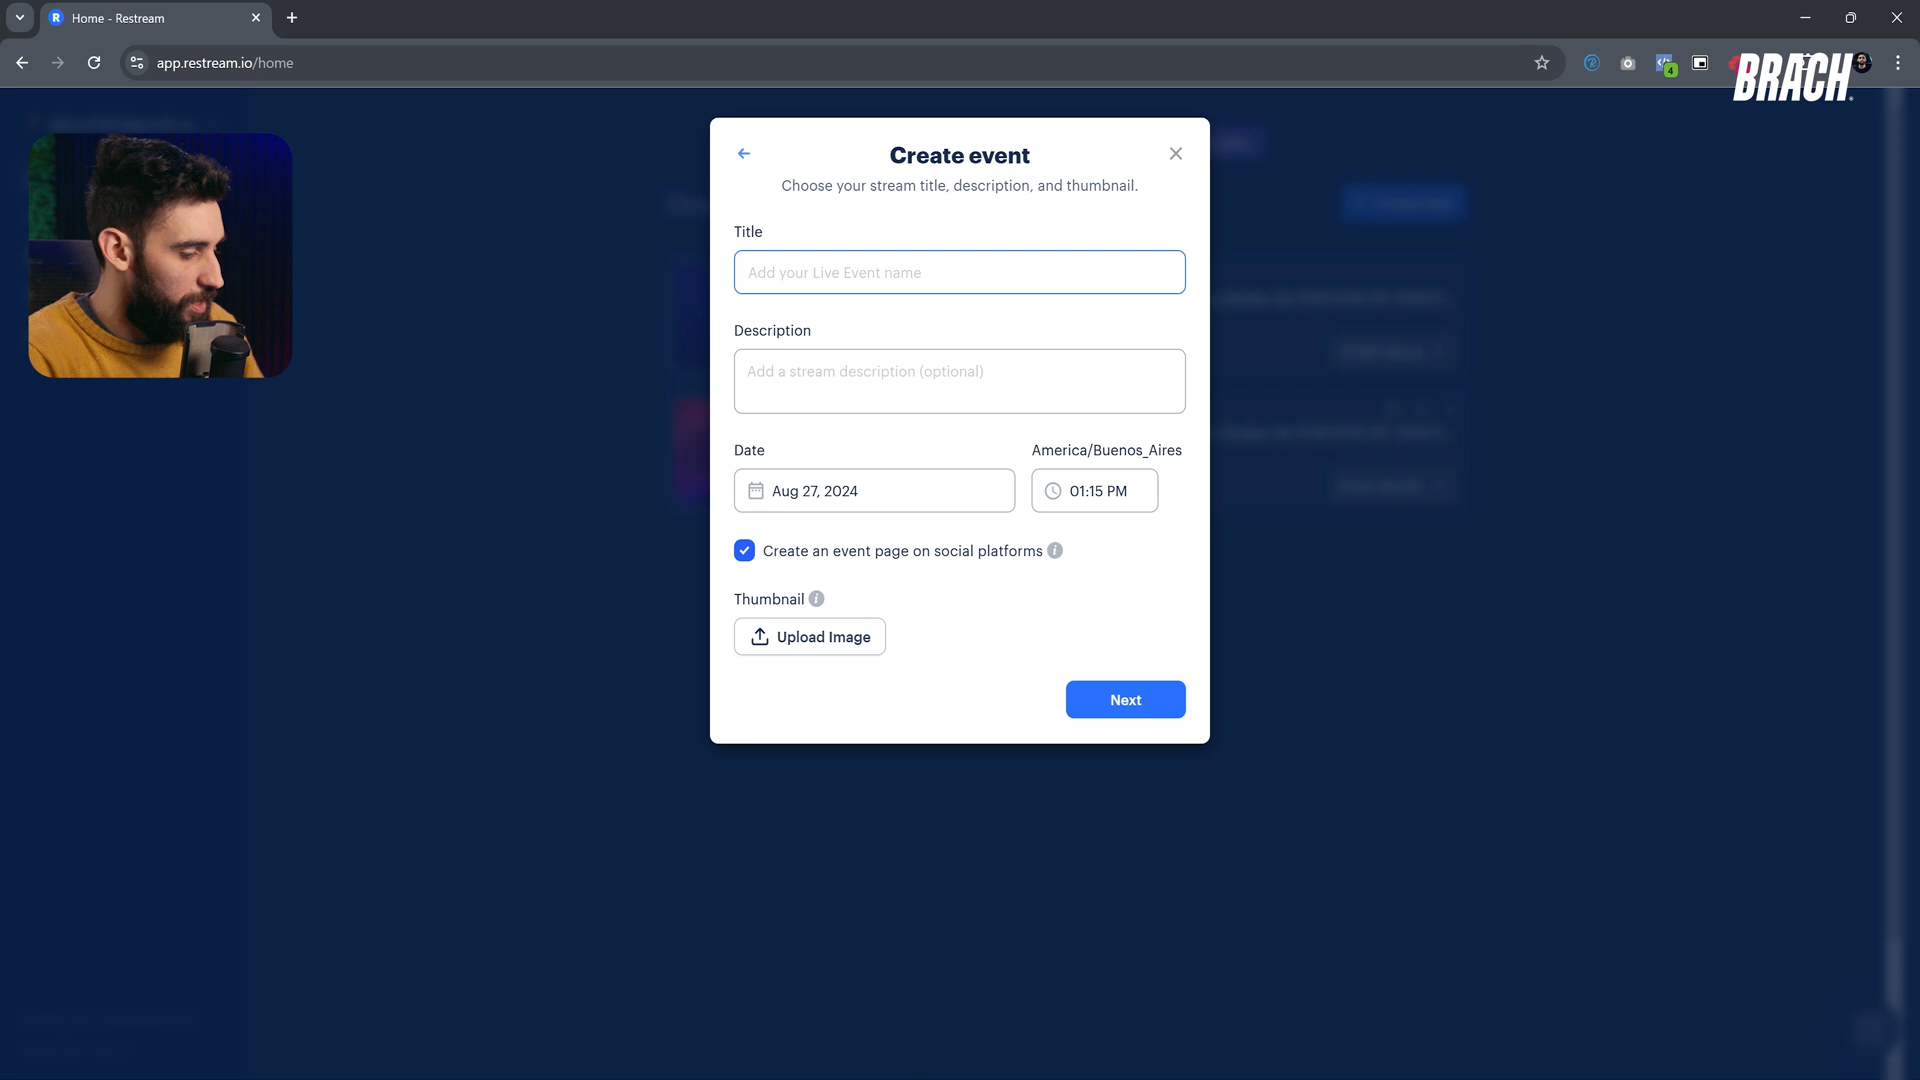 Home - Restream
app.restream.io/home
4
BRACH
Create event
Choose your stream title, description, and thumbnail.
Title
Add your Live Event name
Description
Add a stream description (optional)
Date
America/Buenos_Aires
Aug 27, 2024
01:15 PM
Create an event page on social platforms
Thumbnail
Upload Image
Next